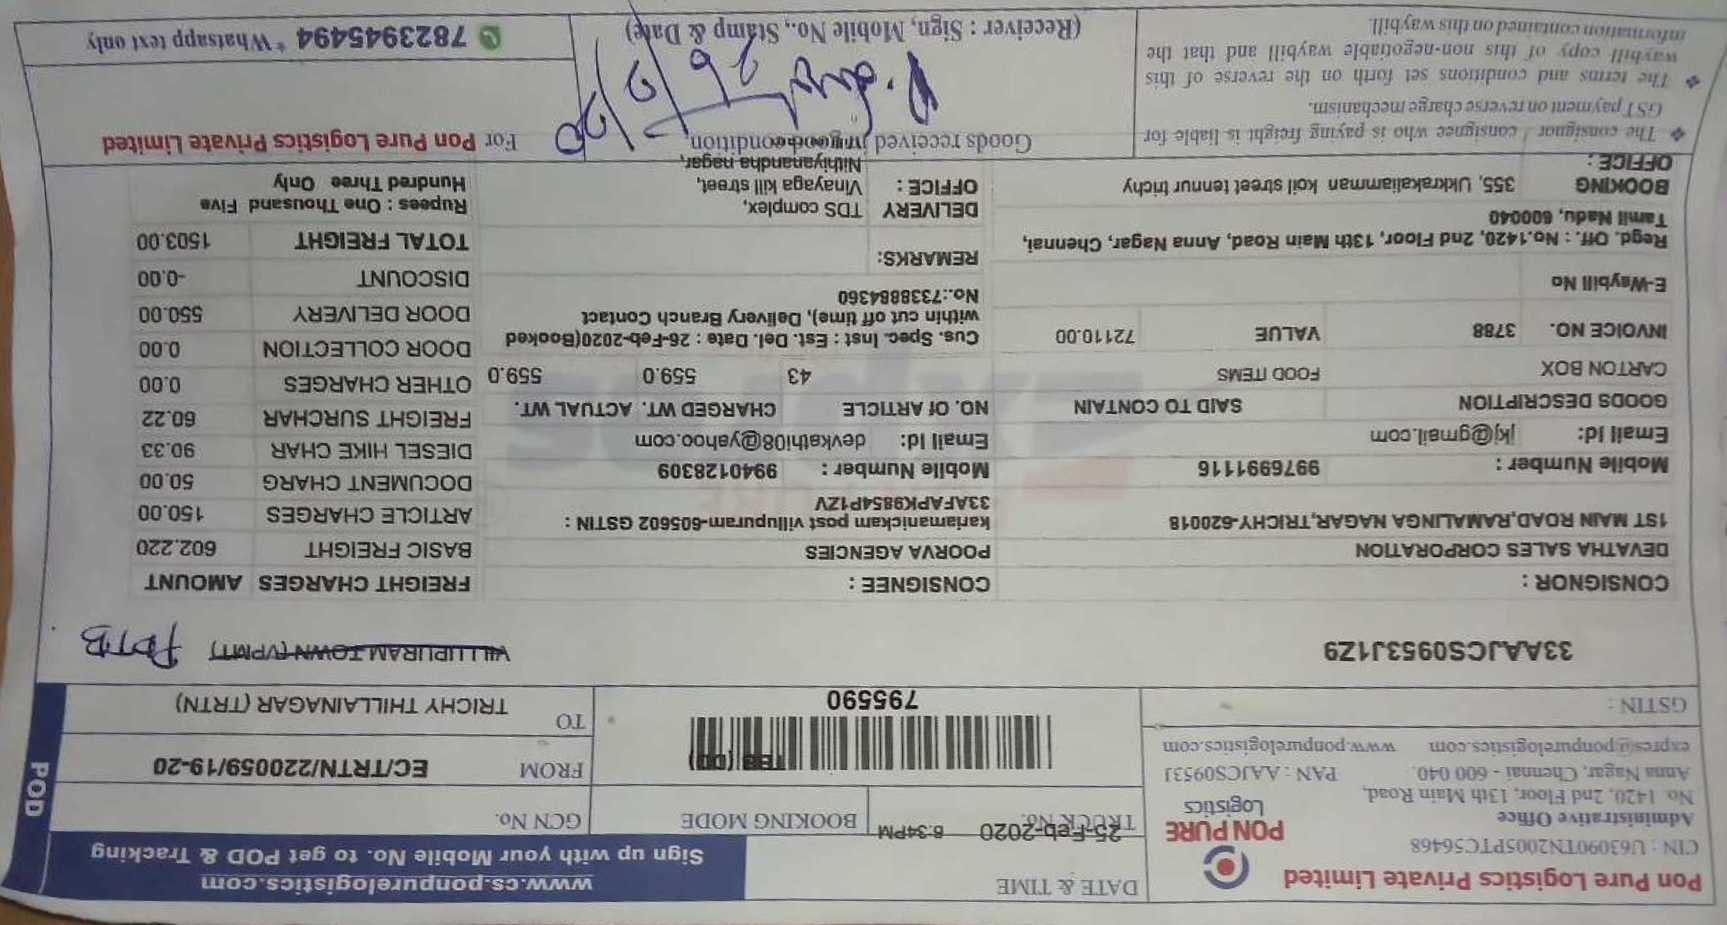 Pon Pure Logistics Private Limited
CIN : U63090TN2005PTC56468
Administrative Office
No 1420, 2nd Floor, 13th Main Road,
Anna Nagar, Chennai - 600 040.
expres@ponpurelogistics.com www.ponpurelogistics.com
PON PURE
Logistics
PAN : AAJCS0953J
GSTIN :
33AAJCS0953J1Z9
DATE & TIME
25-Feb-2020 6:34PM
TRUCK No.
BOOKING MODE
TBB (DD)
795590
www.cs.ponpurelogistics.com
Sign up with your Mobile No. to get POD & Tracking
POD
GCN No.
FROM EC/TRTN/220059/19-20
TO TRICHY THILLAINAGAR (TRTN)
VILLUPURAM TOWN (VPMT)
CONSIGNOR :
DEVATHA SALES CORPORATION
1ST MAIN ROAD,RAMALINGA NAGAR,TRICHY-620018
Mobile Number : 9976991116
Email Id: jkj@gmail.com
CONSIGNEE :
POORVA AGENCIES
kariamanickam post villupuram-605602 GSTIN :
33AFAPK9854P1ZV
Mobile Number : 9940128309
Email Id: devkathi08@yahoo.com
GOODS DESCRIPTION SAID TO CONTAIN NO. Of ARTICLE CHARGED WT. ACTUAL WT.
CARTON BOX FOOD ITEMS 43 559.0 559.0
INVOICE NO. 3788 VALUE 72110.00
E-Waybill No
Cus. Spec. Inst : Est. Del. Date : 26-Feb-2020(Booked
within cut off time), Delivery Branch Contact
No.:7338884360
REMARKS:
Regd. Off. : No.1420, 2nd Floor, 13th Main Road, Anna Nagar, Chennai,
Tamil Nadu, 600040
BOOKING OFFICE : 355, Ukkrakaliamman koil street tennur trichy
DELIVERY OFFICE : TDS complex,
Vinayaga kill street,
Nithiyanandha nagar,
FREIGHT CHARGES AMOUNT
BASIC FREIGHT 602.220
ARTICLE CHARGES 150.00
DOCUMENT CHARG 50.00
DIESEL HIKE CHAR 90.33
FREIGHT SURCHAR 60.22
OTHER CHARGES 0.00
DOOR COLLECTION 0.00
DOOR DELIVERY 550.00
DISCOUNT -0.00
TOTAL FREIGHT 1503.00
Rupees : One Thousand Five
Hundred Three Only
❖ The consignor / consignee who is paying freight is liable for
GST payment on reverse charge mechanism.
❖ The terms and conditions set forth on the reverse of this
waybill copy of this non-negotiable waybill and that the
information contained on this waybill.
Goods received in good condition,
(Receiver : Sign, Mobile No., Stamp & Date)
For Pon Pure Logistics Private Limited
7823945494 * Whatsapp text only